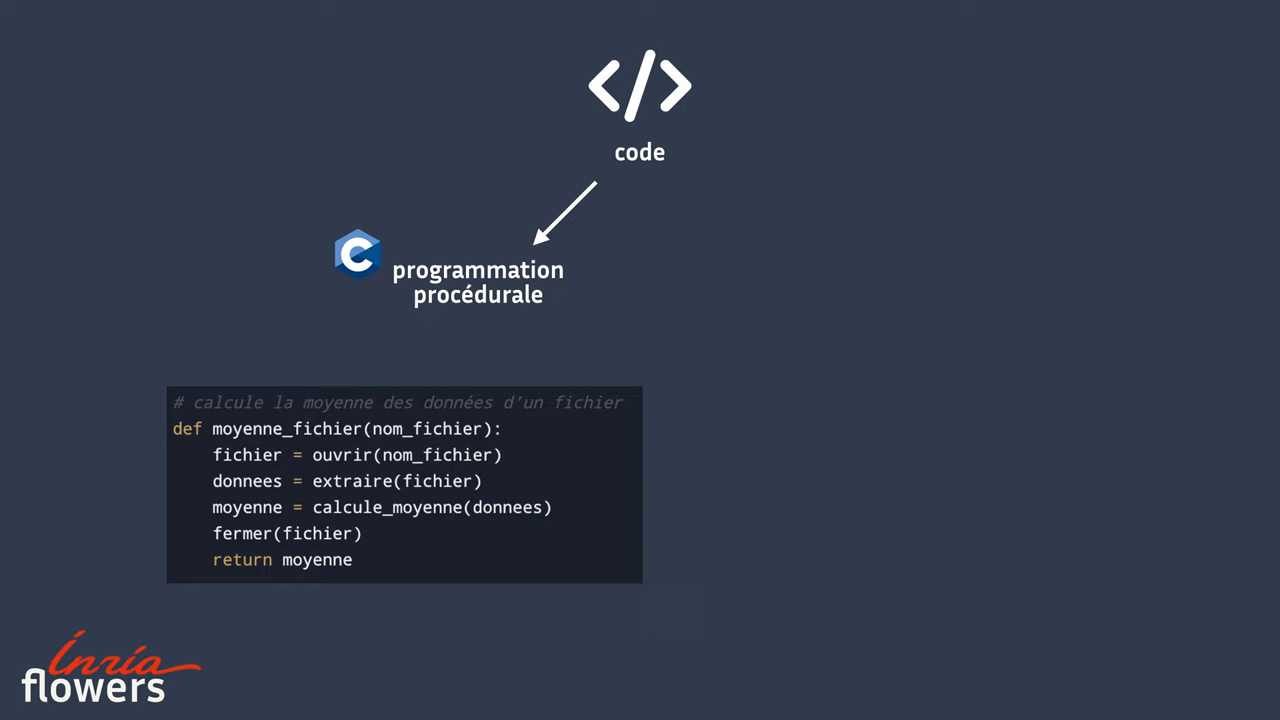 </>
code
C
programmation
procédurale
# calcule la moyenne des données d'un fichier
def moyenne_fichier(nom_fichier):
    fichier = ouvrir(nom_fichier)
    donnees = extraire(fichier)
    moyenne = calcule_moyenne(donnees)
    fermer(fichier)
    return moyenne
Inria
flowers